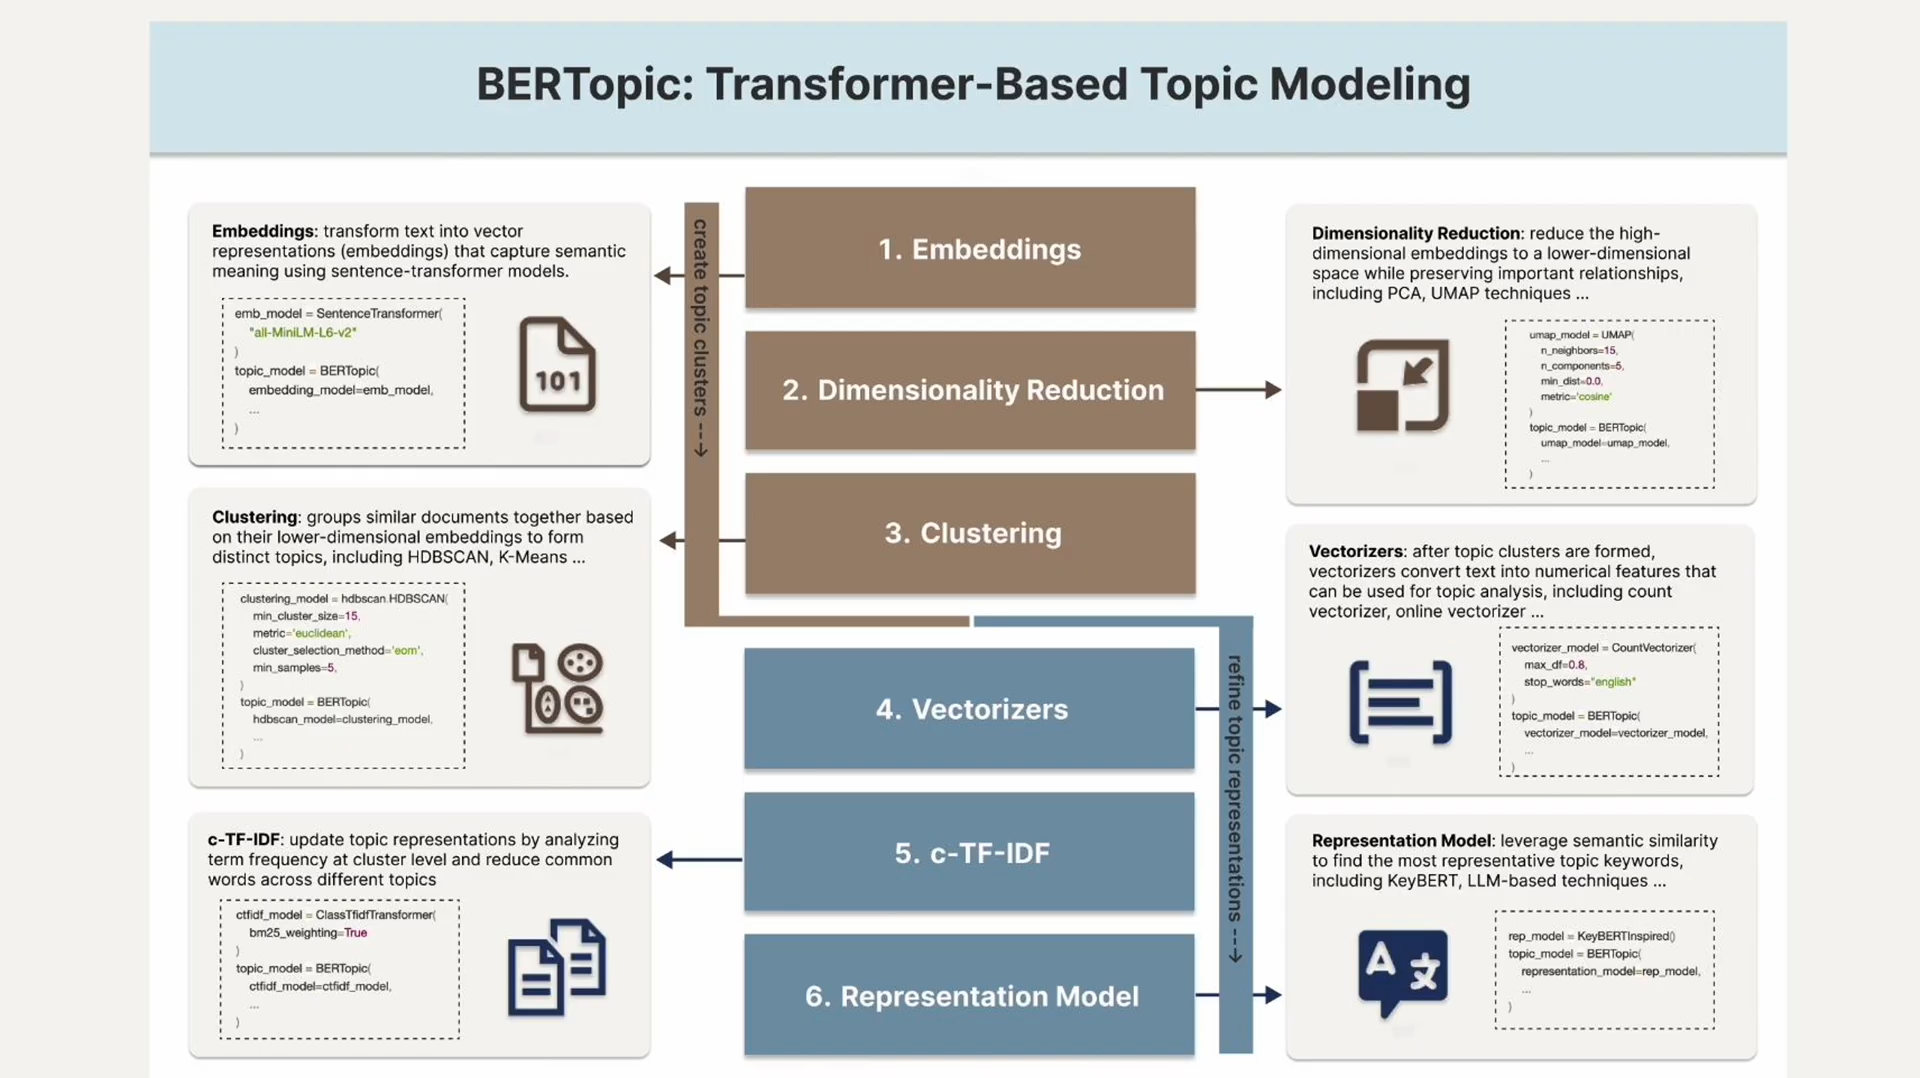 BERTopic: Transformer-Based Topic Modeling
Embeddings: transform text into vector
representations (embeddings) that capture semantic
meaning using sentence-transformer models.
emb_model = SentenceTransformer(
"all-MiniLM-L6-v2"
)
topic_model = BERTopic(
embedding_model=emb_model,
...
)
101
create topic clusters --->
1. Embeddings
2. Dimensionality Reduction
3. Clustering
Dimensionality Reduction: reduce the high-
dimensional embeddings to a lower-dimensional
space while preserving important relationships,
including PCA, UMAP techniques ...
umap_model = UMAP(
n_neighbors=15,
n_components=5,
min_dist=0.0,
metric='cosine'
)
topic_model = BERTopic(
umap_model=umap_model,
...
)
Clustering: groups similar documents together based
on their lower-dimensional embeddings to form
distinct topics, including HDBSCAN, K-Means ...
clustering_model = hdbscan.HDBSCAN(
min_cluster_size=15,
metric='euclidean',
cluster_selection_method='eom',
min_samples=5,
)
topic_model = BERTopic(
hdbscan_model=clustering_model,
...
)
Vectorizers: after topic clusters are formed,
vectorizers convert text into numerical features that
can be used for topic analysis, including count
vectorizer, online vectorizer ...
vectorizer_model = CountVectorizer(
max_df=0.8,
stop_words="english"
)
topic_model = BERTopic(
vectorizer_model=vectorizer_model,
...
)
4. Vectorizers
5. c-TF-IDF
6. Representation Model
refine topic representations --->
c-TF-IDF: update topic representations by analyzing
term frequency at cluster level and reduce common
words across different topics
ctfidf_model = ClassTfidfTransformer(
bm25_weighting=True
)
topic_model = BERTopic(
ctfidf_model=ctfidf_model,
...
)
Representation Model: leverage semantic similarity
to find the most representative topic keywords,
including KeyBERT, LLM-based techniques ...
A 文
rep_model = KeyBERTInspired()
topic_model = BERTopic(
representation_model=rep_model,
...
)